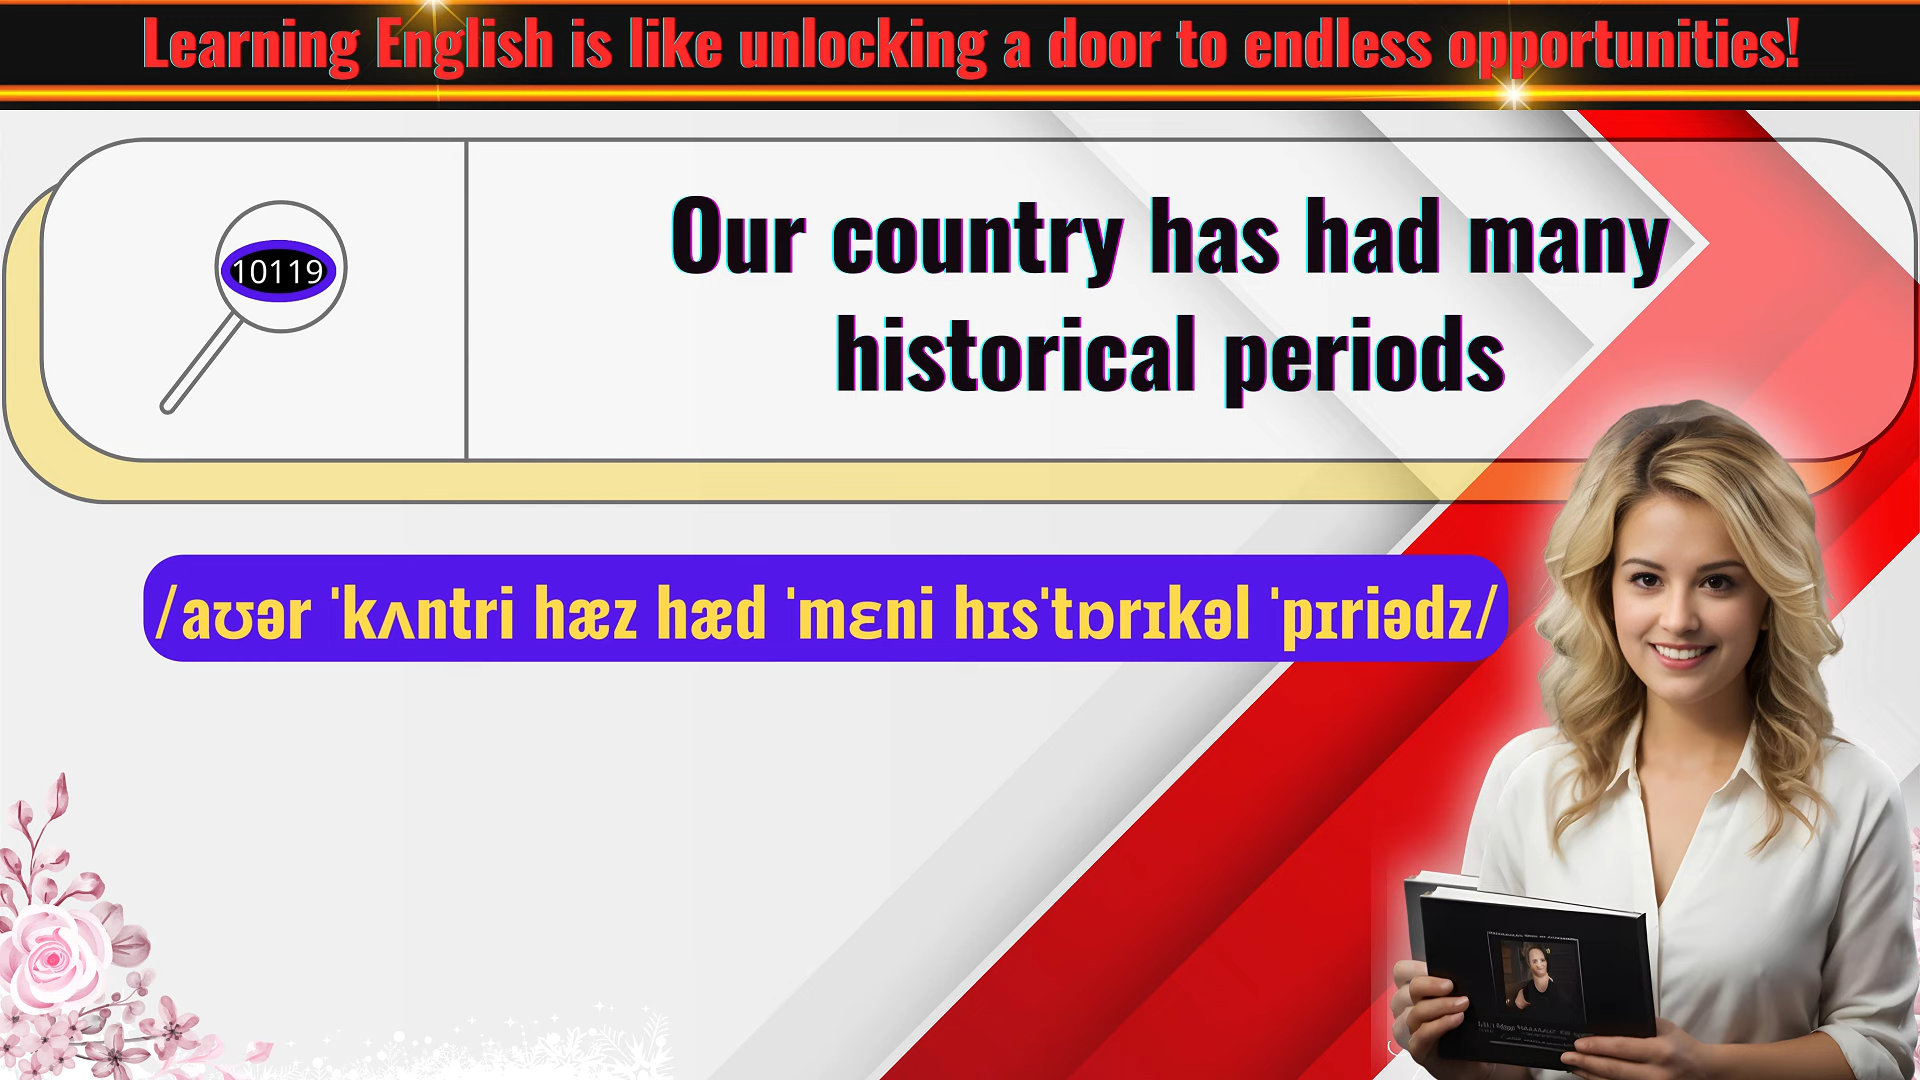 Learning English is like unlocking a door to endless opportunities!
10119
Our country has had many
historical periods
/aʊər ˈkʌntri hæz hæd ˈmɛni hɪsˈtɒrɪkəl ˈpɪriədz/